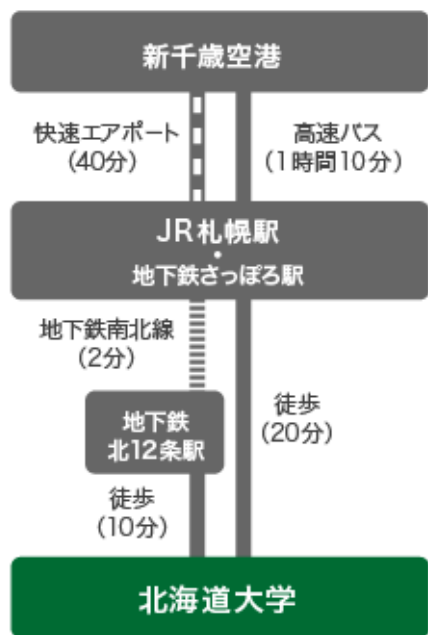 新千歳空港
快速エアポート
(40分)
高速バス
(1時間10分)
JR札幌駅
・
地下鉄さっぽろ駅
地下鉄南北線
(2分)
地下鉄
北12条駅
徒歩
(20分)
徒歩
(10分)
北海道大学